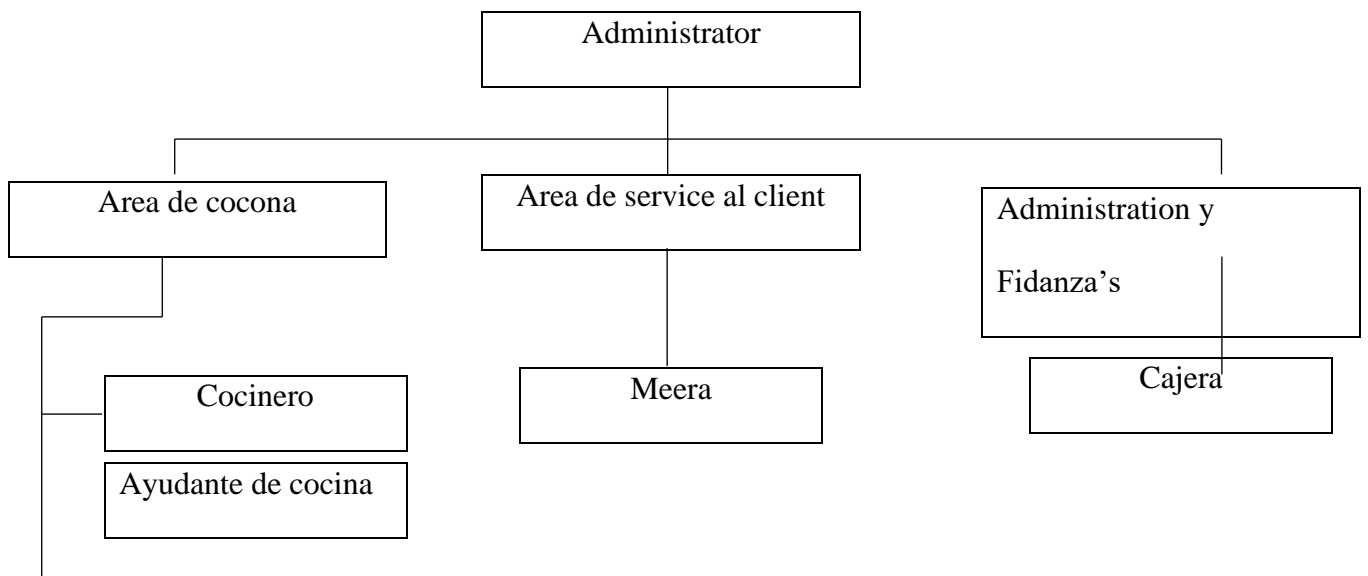 Administrator
Area de cocona
Area de service al client
Administration y
Fidanza’s
Cocinero
Meera
Cajera
Ayudante de cocina